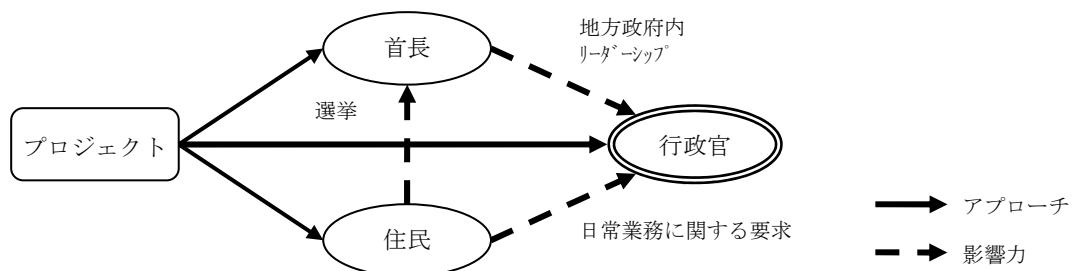 地方政府内
ﾘｰﾀﾞｰｼｯﾌﾟ
首長
選挙
プロジェクト
行政官
住民
日常業務に関する要求
アプローチ
影響力